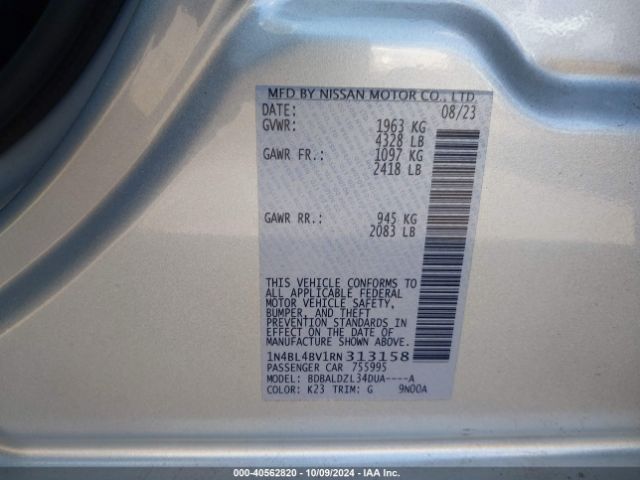 MFD BY NISSAN MOTOR CO., LTD
DATE: 08/23
GVWR: 1963 KG
4328 LB
GAWR FR.: 1097 KG
2418 LB
GAWR RR.: 945 KG
2083 LB
THIS VEHICLE CONFORMS TO
ALL APPLICABLE FEDERAL
MOTOR VEHICLE SAFETY,
BUMPER, AND THEFT
PREVENTION STANDARDS IN
EFFECT ON THE DATE OF
MANUFACTURE SHOWN ABOVE.
1N4BL4BV1RN313158
PASSENGER CAR 755995
MODEL: BDBALDZL34DUA----A
COLOR: K23 TRIM: G 9N00A
000-40562820 - 10/09/2024 - IAA Inc.